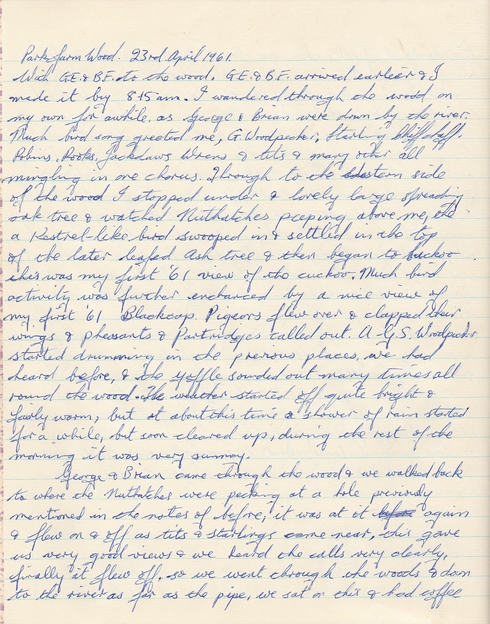 Park Farm Wood. 23rd April 1961.
With G.E. & B.F. to the wood. G.E. & B.F. arrived earlier & I
made it by 8-15am. I wandered through the wood on
my own for awhile, as George & Brian were down by the river.
Much bird song greeted me, G. Woodpecker, Starling Chiffchaff.
Robins, Rooks, Jackdaws Wrens & tits & many other all
mingling in one chorus. Through to the eastern side
of the wood I stopped under a lovely large spreading
oak tree & watched Nuthatches peeping above me, the
a Kestrel-like bird swooped in & settled in the top
of the later leafed Ash tree & then began to cuckoo
this was my first '61 view of the cuckoo. Much bird
activity was further enchanced by a nice view of
my first '61 Blackcap. Pigeons flew over & clapped their
wings & pheasants & Partridges called out. A G.S. Woodpecker
started drumming in the previous places, we had
heard before, & the yoffle sounded out many times all
round the wood. The weather started off quite bright &
fairly worm, but at about this time a shower of rain started
for a while, but soon cleared up, during the rest of the
morning it was very sunny.
George & Brian came through the wood & we walked back
to where the Nuthatches were pecking at a hole previously
mentioned in the notes of before, it was at it again
& flew on & off as tits & starlings came near, this gave
us very good views & we heard the calls very clearly,
finally it flew off, so we went through the woods & down
to the river as far as the pipe, we sat on this & had coffee